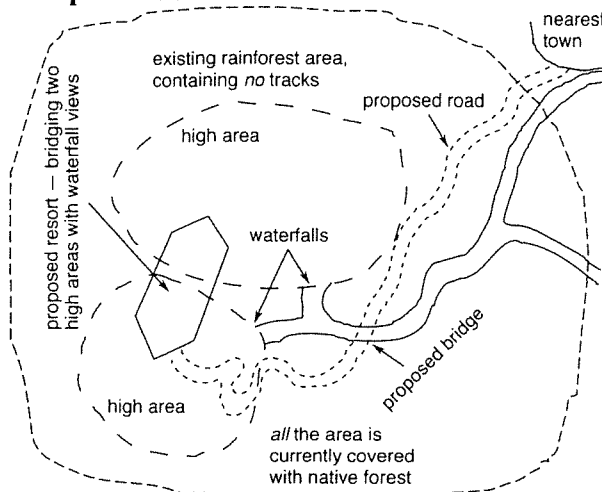 nearest
town
existing rainforest area,
containing no tracks
proposed road
high area
proposed resort — bridging two
high areas with waterfall views
waterfalls
proposed bridge
high area
all the area is
currently covered
with native forest